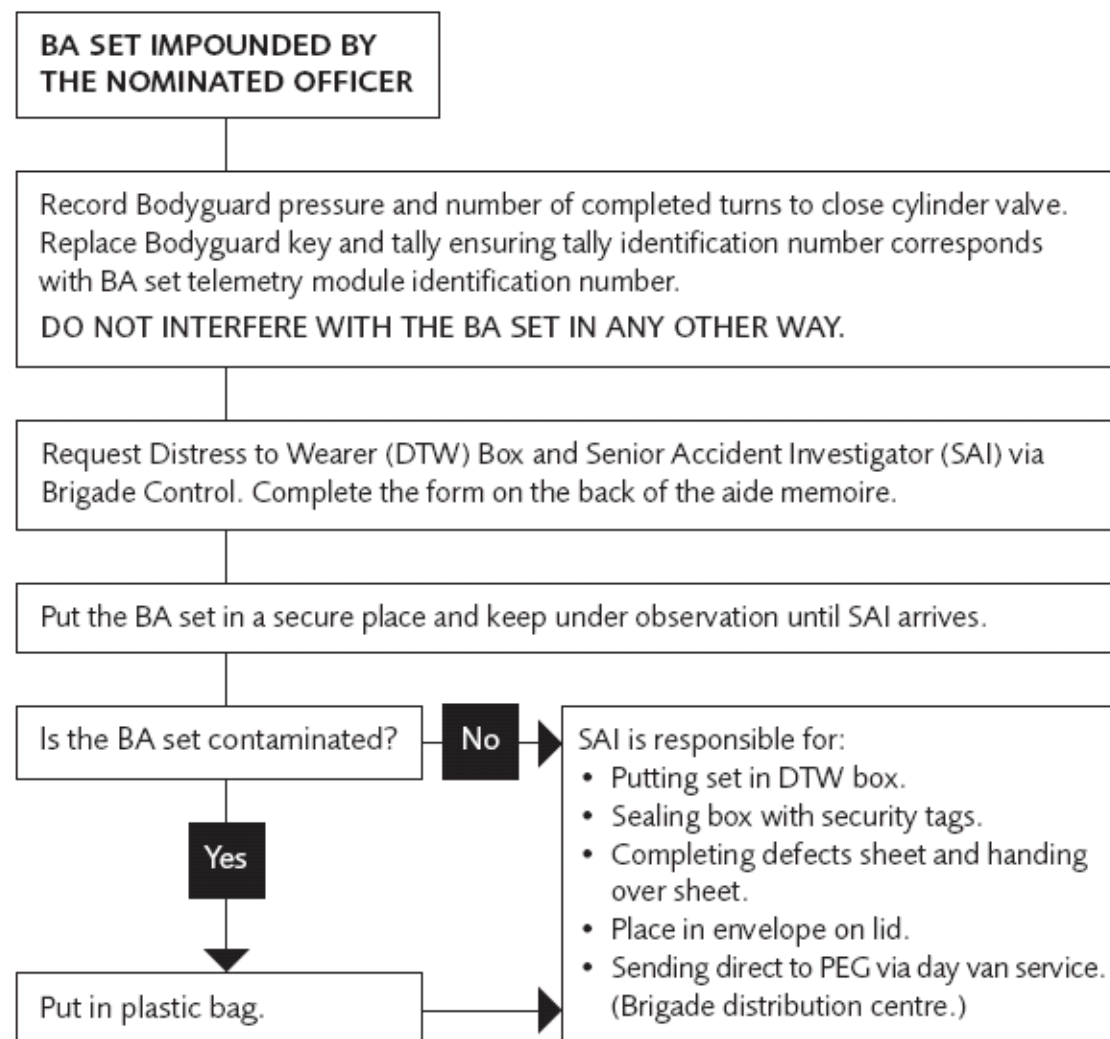 BA SET IMPOUNDED BY
THE NOMINATED OFFICER
Record Bodyguard pressure and number of completed turns to close cylinder valve.
Replace Bodyguard key and tally ensuring tally identification number corresponds
with BA set telemetry module identification number.
DO NOT INTERFERE WITH THE BA SET IN ANY OTHER WAY.
Request Distress to Wearer (DTW) Box and Senior Accident Investigator (SAI) via
Brigade Control. Complete the form on the back of the aide memoire.
Put the BA set in a secure place and keep under observation until SAI arrives.
Is the BA set contaminated?
No
Yes
Put in plastic bag.
SAI is responsible for:
• Putting set in DTW box.
• Sealing box with security tags.
• Completing defects sheet and handing
over sheet.
• Place in envelope on lid.
• Sending direct to PEG via day van service.
(Brigade distribution centre.)